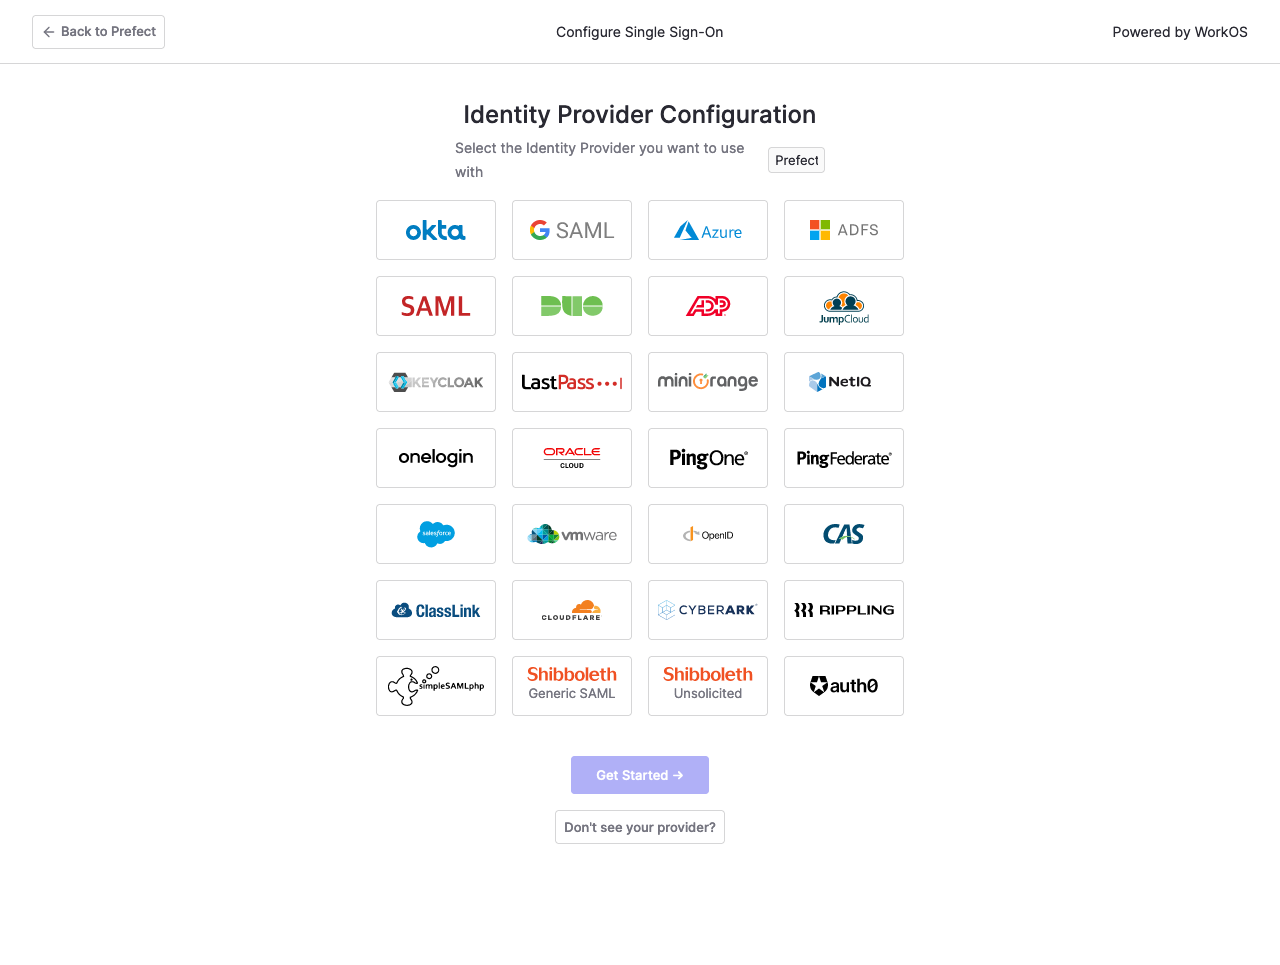 Back to Prefect
Configure Single Sign-On
Powered by WorkOS
Identity Provider Configuration
Select the Identity Provider you want to use
with
Prefect
okta
G SAML
Azure
ADFS
SAML
DUO
ADP
JumpCloud
KEYCLOAK
LastPass
miniOrange
NetIQ
onelogin
ORACLE
CLOUD
PingOne
PingFederate
salesforce
vmware
OpenID
CAS
ClassLink
CLOUDFLARE
CYBERARK
RIPPLING
simpleSAMLphp
Shibboleth
Generic SAML
Shibboleth
Unsolicited
auth0
Get Started →
Don't see your provider?